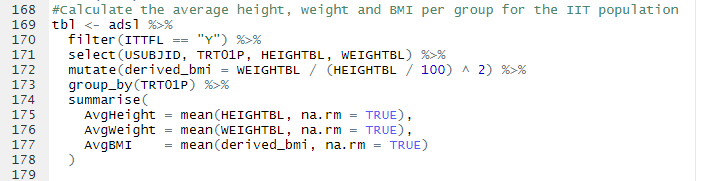 168 #Calculate the average height, weight and BMI per group for the IIT population
169 tbl <- adsl %>%
170   filter(ITTFL == "Y") %>%
171   select(USUBJID, TRT01P, HEIGHTBL, WEIGHTBL) %>%
172   mutate(derived_bmi = WEIGHTBL / (HEIGHTBL / 100) ^ 2) %>%
173   group_by(TRT01P) %>%
174   summarise(
175     AvgHeight = mean(HEIGHTBL, na.rm = TRUE),
176     AvgWeight = mean(WEIGHTBL, na.rm = TRUE),
177     AvgBMI    = mean(derived_bmi, na.rm = TRUE)
178   )
179